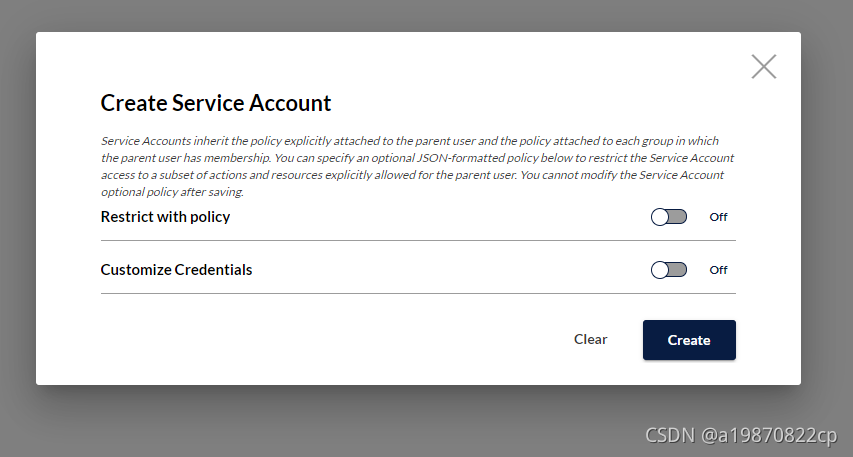 Create Service Account
Service Accounts inherit the policy explicitly attached to the parent user and the policy attached to each group in which
the parent user has membership. You can specify an optional JSON-formatted policy below to restrict the Service Account
access to a subset of actions and resources explicitly allowed for the parent user. You cannot modify the Service Account
optional policy after saving.
Restrict with policy Off
Customize Credentials Off
Clear Create
CSDN @a19870822cp